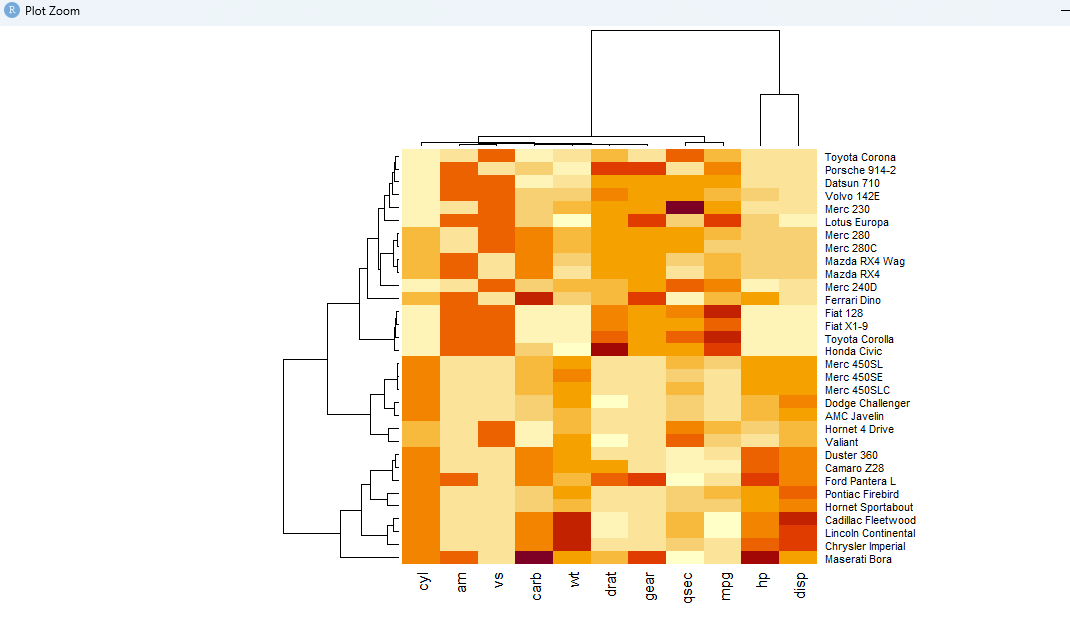 R Plot Zoom
Toyota Corona
Porsche 914-2
Datsun 710
Volvo 142E
Merc 230
Lotus Europa
Merc 280
Merc 280C
Mazda RX4 Wag
Mazda RX4
Merc 240D
Ferrari Dino
Fiat 128
Fiat X1-9
Toyota Corolla
Honda Civic
Merc 450SL
Merc 450SE
Merc 450SLC
Dodge Challenger
AMC Javelin
Hornet 4 Drive
Valiant
Duster 360
Camaro Z28
Ford Pantera L
Pontiac Firebird
Hornet Sportabout
Cadillac Fleetwood
Lincoln Continental
Chrysler Imperial
Maserati Bora
cyl
am
vs
carb
wt
drat
gear
qsec
mpg
hp
disp